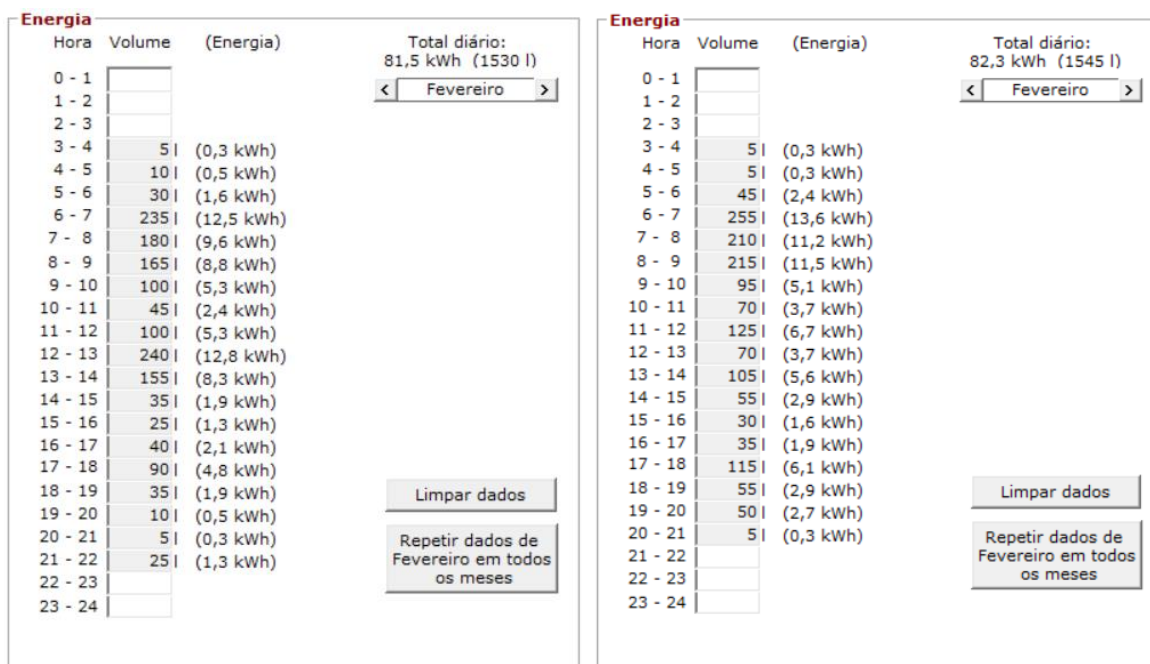 Energia
Hora Volume (Energia) Total diário:
81,5 kWh (1530 l)
0 - 1 < Fevereiro >
1 - 2
2 - 3
3 - 4 5 l (0,3 kWh)
4 - 5 10 l (0,5 kWh)
5 - 6 30 l (1,6 kWh)
6 - 7 235 l (12,5 kWh)
7 - 8 180 l (9,6 kWh)
8 - 9 165 l (8,8 kWh)
9 - 10 100 l (5,3 kWh)
10 - 11 45 l (2,4 kWh)
11 - 12 100 l (5,3 kWh)
12 - 13 240 l (12,8 kWh)
13 - 14 155 l (8,3 kWh)
14 - 15 35 l (1,9 kWh)
15 - 16 25 l (1,3 kWh)
16 - 17 40 l (2,1 kWh)
17 - 18 90 l (4,8 kWh)
18 - 19 35 l (1,9 kWh) Limpar dados
19 - 20 10 l (0,5 kWh)
20 - 21 5 l (0,3 kWh) Repetir dados de
21 - 22 25 l (1,3 kWh) Fevereiro em todos
22 - 23 os meses
23 - 24
Energia
Hora Volume (Energia) Total diário:
82,3 kWh (1545 l)
0 - 1 < Fevereiro >
1 - 2
2 - 3
3 - 4 5 l (0,3 kWh)
4 - 5 5 l (0,3 kWh)
5 - 6 45 l (2,4 kWh)
6 - 7 255 l (13,6 kWh)
7 - 8 210 l (11,2 kWh)
8 - 9 215 l (11,5 kWh)
9 - 10 95 l (5,1 kWh)
10 - 11 70 l (3,7 kWh)
11 - 12 125 l (6,7 kWh)
12 - 13 70 l (3,7 kWh)
13 - 14 105 l (5,6 kWh)
14 - 15 55 l (2,9 kWh)
15 - 16 30 l (1,6 kWh)
16 - 17 35 l (1,9 kWh)
17 - 18 115 l (6,1 kWh)
18 - 19 55 l (2,9 kWh) Limpar dados
19 - 20 50 l (2,7 kWh)
20 - 21 5 l (0,3 kWh) Repetir dados de
21 - 22 Fevereiro em todos
22 - 23 os meses
23 - 24